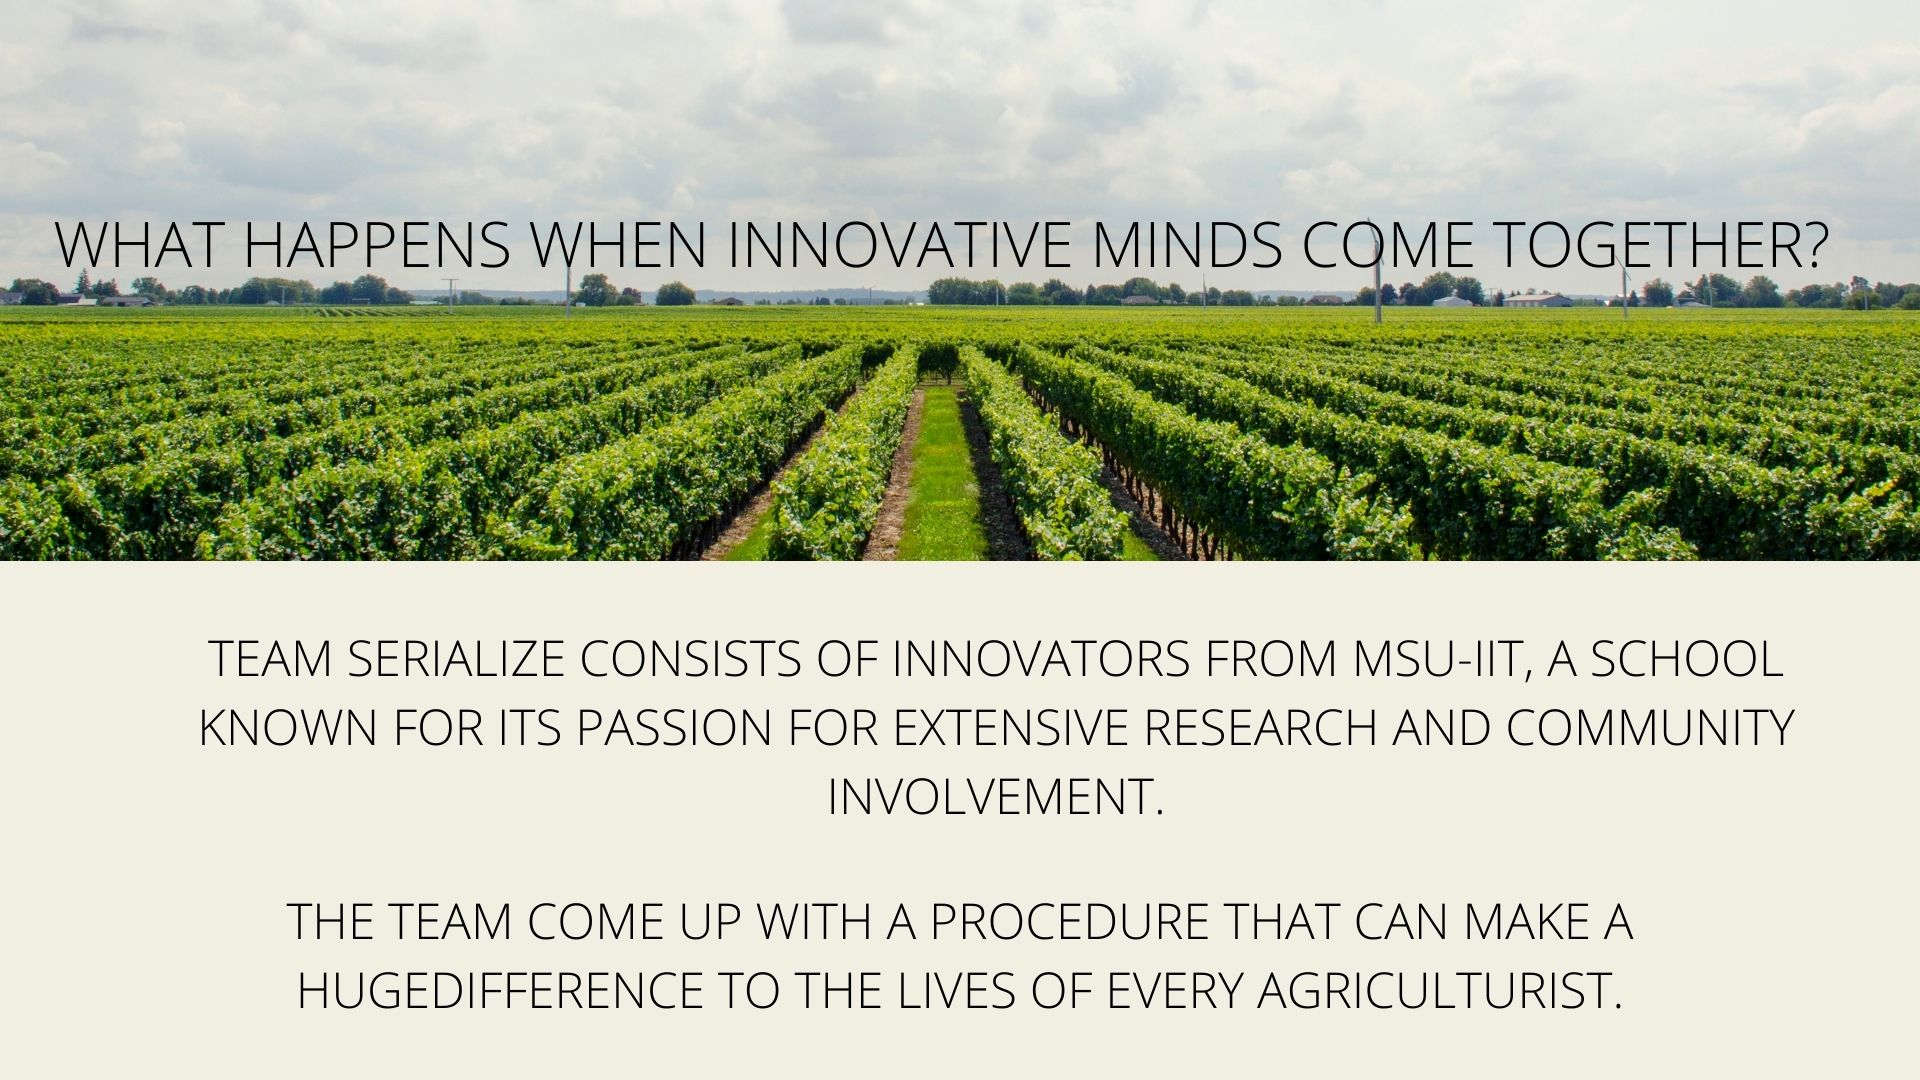 WHAT HAPPENS WHEN INNOVATIVE MINDS COME TOGETHER?
TEAM SERIALIZE CONSISTS OF INNOVATORS FROM MSU-IIT, A SCHOOL
KNOWN FOR ITS PASSION FOR EXTENSIVE RESEARCH AND COMMUNITY
INVOLVEMENT.
THE TEAM COME UP WITH A PROCEDURE THAT CAN MAKE A
HUGEDIFFERENCE TO THE LIVES OF EVERY AGRICULTURIST.